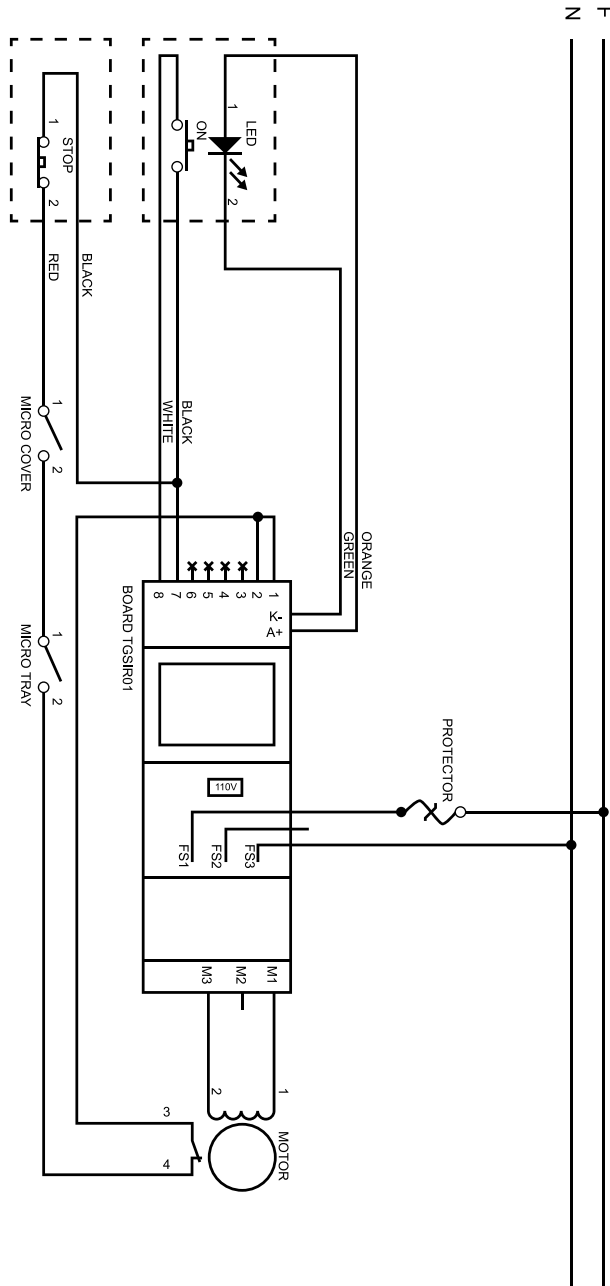 F
N
PROTECTOR
ORANGE
GREEN
LED
1
2
ON
BLACK
WHITE
K-
A+
1
2
3
4
5
6
7
8
110V
FS3
FS2
FS1
M1
M2
M3
1
2
MOTOR
3
4
BOARD TGSIR01
STOP
1
2
BLACK
RED
1
2
MICRO COVER
1
2
MICRO TRAY